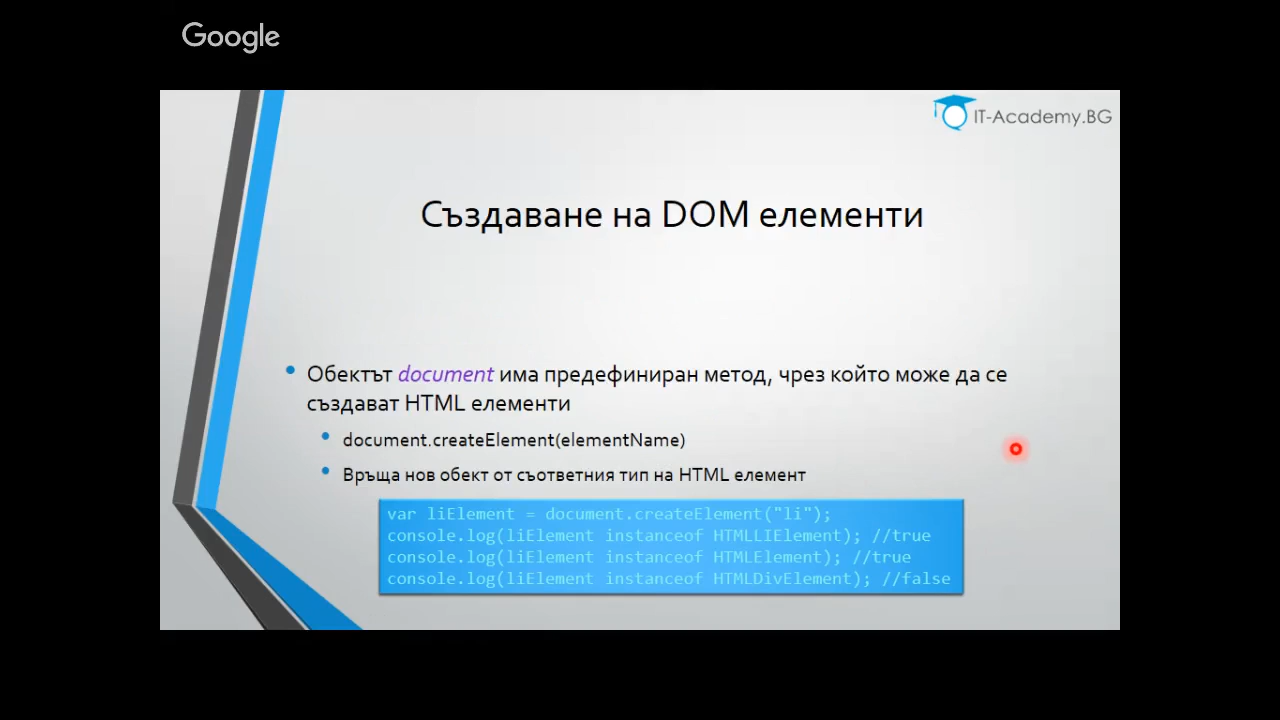 Google
IT-Academy.BG
Създаване на DOM елементи
Обектът document има предефиниран метод, чрез който може да се
създават HTML елементи
document.createElement(elementName)
Връща нов обект от съответния тип на HTML елемент
var liElement = document.createElement("li");
console.log(liElement instanceof HTMLLIElement); //true
console.log(liElement instanceof HTMLElement); //true
console.log(liElement instanceof HTMLDivElement); //false